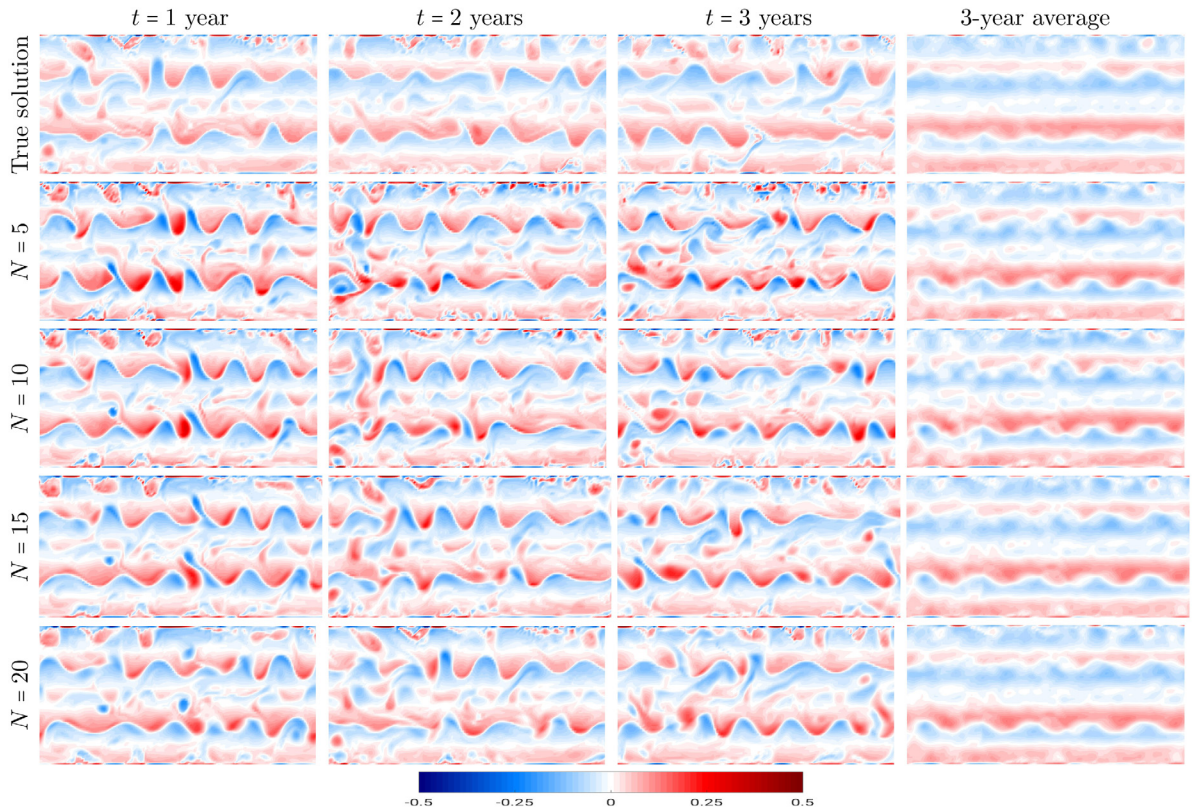 t = 1 year t = 2 years t = 3 years 3-year average
True solution
N = 5
N = 10
N = 15
N = 20
-0.5 -0.25 0 0.25 0.5